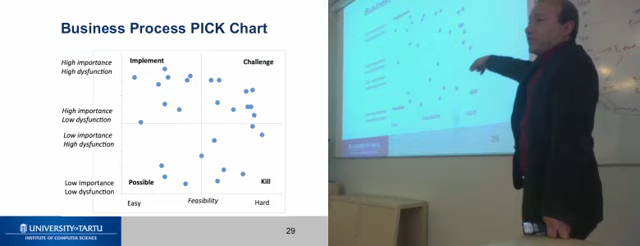 Business Process PICK Chart
High importance
High dysfunction
Implement
Challenge
High importance
Low dysfunction
Low importance
High dysfunction
Low Importance
Low dysfunction
Possible
Kill
Easy
Feasibility
Hard
UNIVERSITY OF TARTU
INSTITUTE OF COMPUTER SCIENCE
29
29